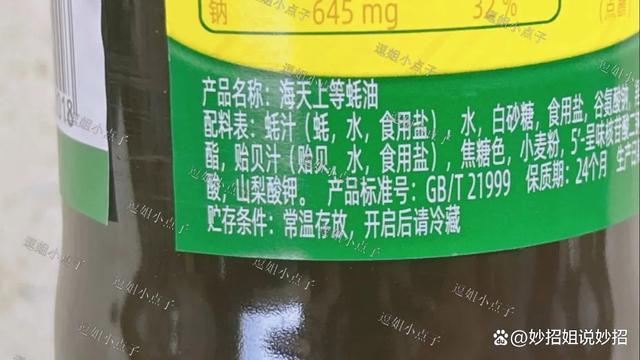 钠 645 mg 32% (点酱
产品名称：海天上等蚝油
配料表：蚝汁（蚝，水，食用盐），水，白砂糖，食用盐，谷氨酸钠，
酯，贻贝汁（贻贝，水，食用盐），焦糖色，小麦粉，5'-呈味核苷酸二
酸，山梨酸钾。 产品标准号：GB/T 21999 保质期：24个月 生产日
贮存条件：常温存放，开启后请冷藏
逗姐小点子
@妙招姐说妙招